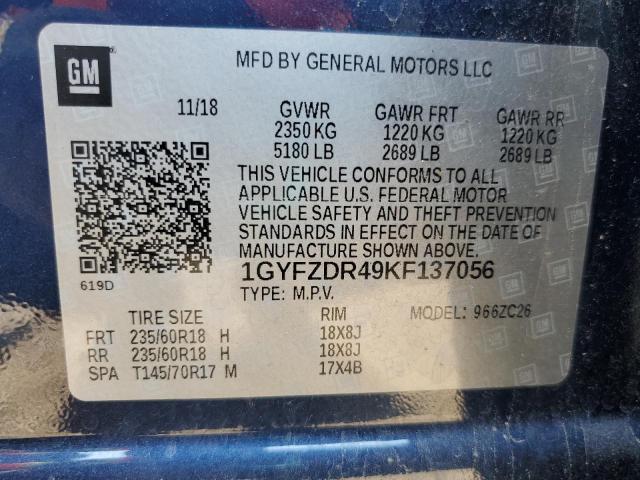 GM
MFD BY GENERAL MOTORS LLC
11/18 GVWR GAWR FRT GAWR RR
2350 KG 1220 KG 1220 KG
5180 LB 2689 LB 2689 LB
THIS VEHICLE CONFORMS TO ALL
APPLICABLE U.S. FEDERAL MOTOR
VEHICLE SAFETY AND THEFT PREVENTION
STANDARDS IN EFFECT ON THE DATE OF
MANUFACTURE SHOWN ABOVE.
1GYFZDR49KF137056
619D
TYPE: M.P.V. MODEL: 966ZC26
TIRE SIZE RIM
FRT 235/60R18 H 18X8J
RR 235/60R18 H 18X8J
SPA T145/70R17 M 17X4B